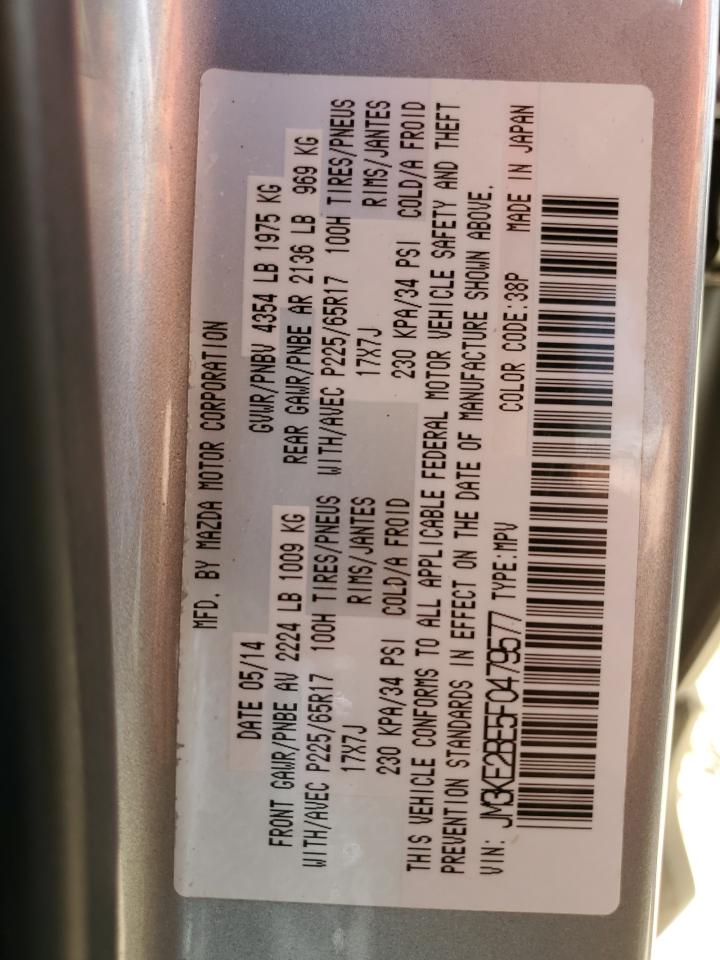 MFD. BY MAZDA MOTOR CORPORATION
DATE 05/14 GVWR/PNBV 4354 LB 1975 KG
FRONT GAWR/PNBE AV 2224 LB 1009 KG REAR GAWR/PNBE AR 2136 LB 969 KG
WITH/AVEC P225/65R17 100H TIRES/PNEUS WITH/AVEC P225/65R17 100H TIRES/PNEUS
17X7J RIMS/JANTES 17X7J RIMS/JANTES
230 KPA/34 PSI COLD/A FROID 230 KPA/34 PSI COLD/A FROID
THIS VEHICLE CONFORMS TO ALL APPLICABLE FEDERAL MOTOR VEHICLE SAFETY AND THEFT
PREVENTION STANDARDS IN EFFECT ON THE DATE OF MANUFACTURE SHOWN ABOVE.
VIN: JM3KE2BE5F0479577 TYPE:MPV COLOR CODE:38P MADE IN JAPAN